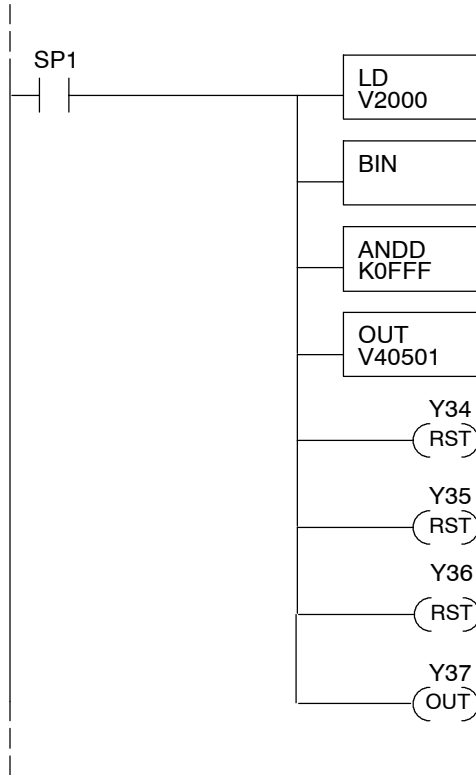 SP1
LD
V2000
BIN
ANDD
K0FFF
OUT
V40501
Y34
RST
Y35
RST
Y36
RST
Y37
OUT